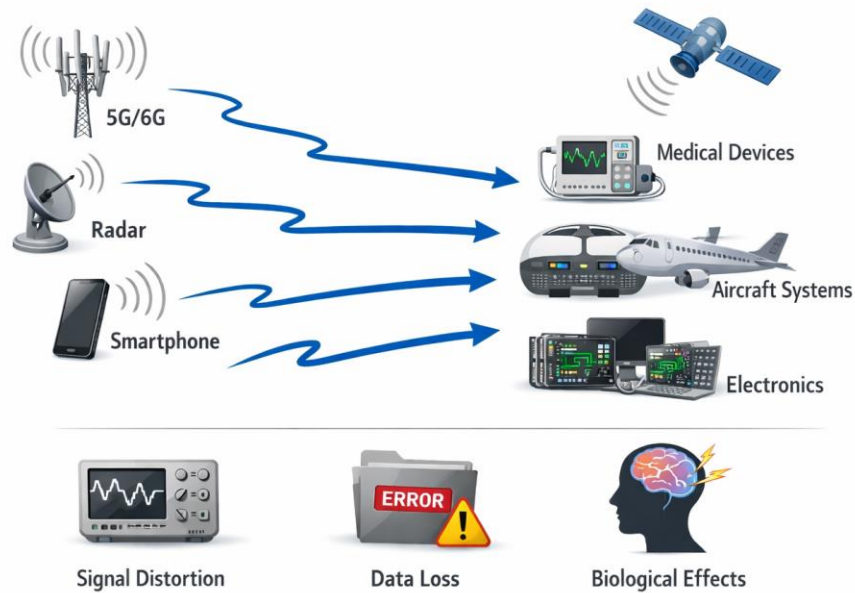 5G/6G
Medical Devices
Radar
Aircraft Systems
Smartphone
Electronics
ERROR
Signal Distortion
Data Loss
Biological Effects